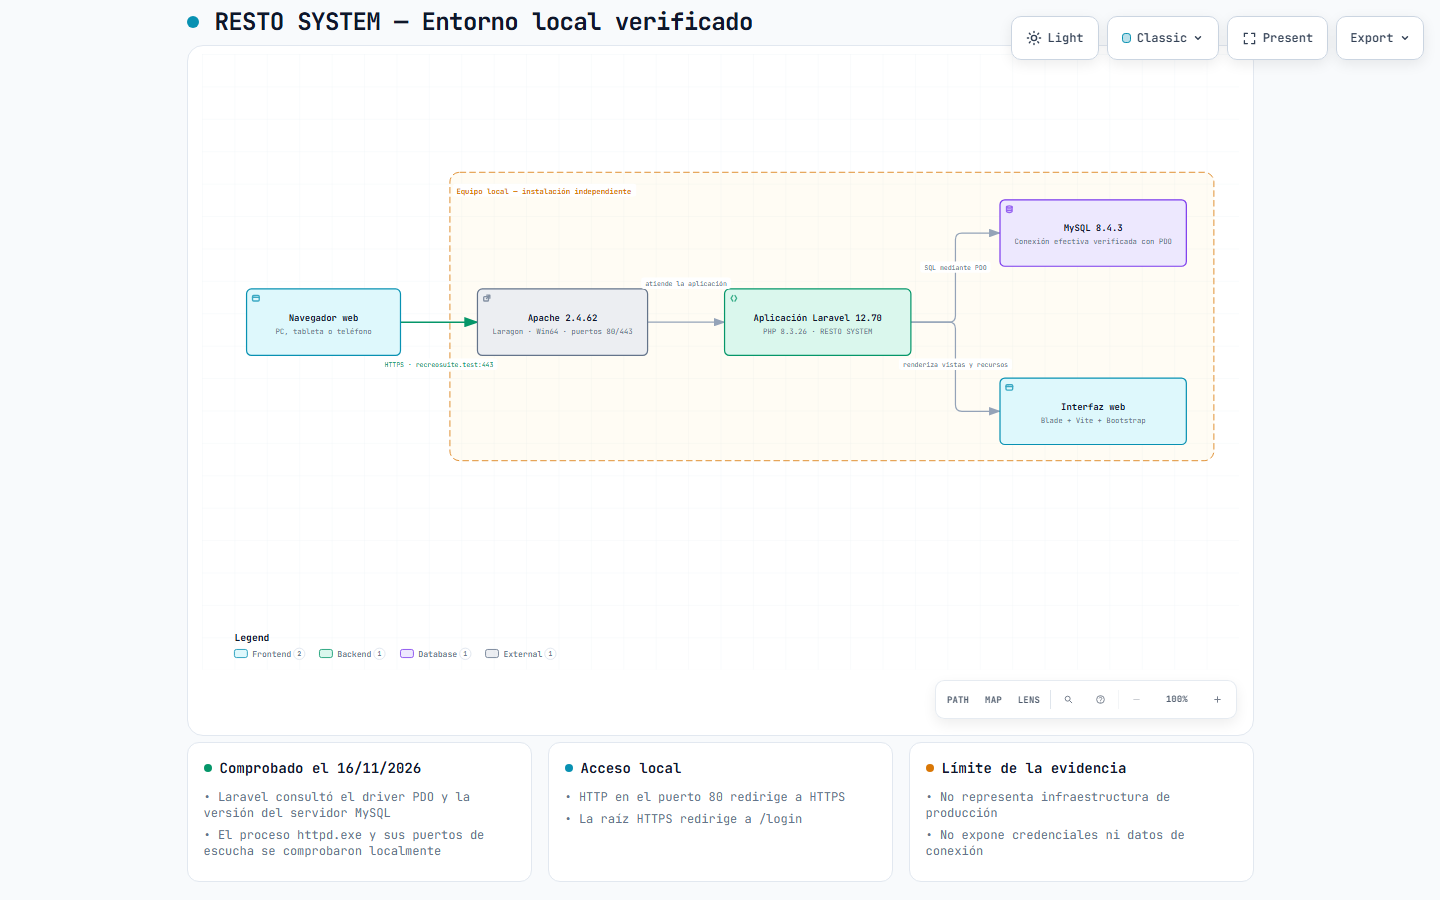 RESTO SYSTEM — Entorno local verificado
Light
Classic
Present
Export
Equipo local — instalación independiente
MySQL 8.4.3
Conexión efectiva verificada con PDO
SQL mediante PDO
atiende la aplicación
Navegador web
PC, tableta o teléfono
Apache 2.4.62
Laragon · Win64 · puertos 80/443
Aplicación Laravel 12.70
PHP 8.3.26 · RESTO SYSTEM
HTTPS · recreosuite.test:443
renderiza vistas y recursos
Interfaz web
Blade + Vite + Bootstrap
Legend
Frontend 2
Backend 1
Database 1
External 1
PATH MAP LENS
— 100% +
Comprobado el 16/11/2026
• Laravel consultó el driver PDO y la
versión del servidor MySQL
• El proceso httpd.exe y sus puertos de
escucha se comprobaron localmente
Acceso local
• HTTP en el puerto 80 redirige a HTTPS
• La raíz HTTPS redirige a /login
Límite de la evidencia
• No representa infraestructura de
producción
• No expone credenciales ni datos de
conexión